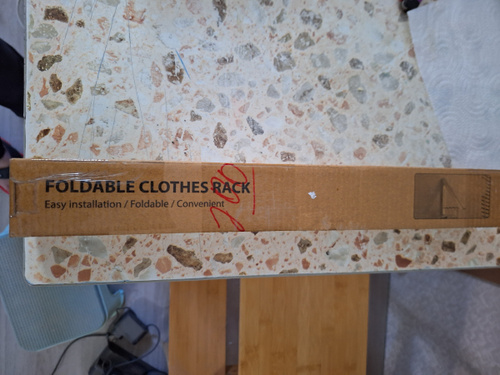 FOLDABLE CLOTHES RACK
Easy installation / Foldable / Convenient